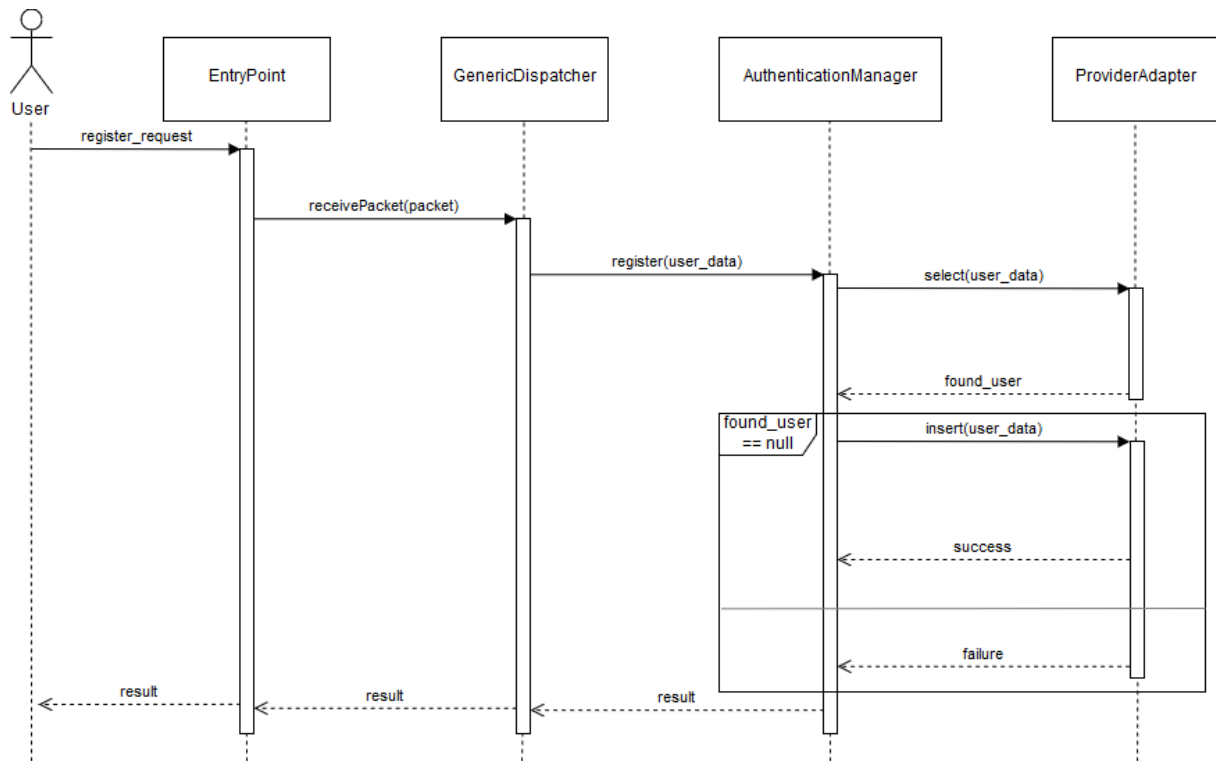 User
EntryPoint
GenericDispatcher
AuthenticationManager
ProviderAdapter
register_request
receivePacket(packet)
register(user_data)
select(user_data)
found_user
found_user
== null
insert(user_data)
success
failure
result
result
result